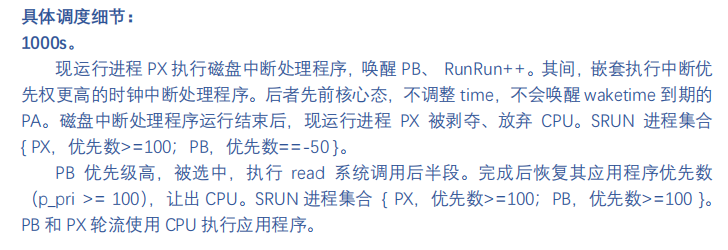 具体调度细节：
1000s。
现运行进程 PX 执行磁盘中断处理程序，唤醒 PB、 RunRun++。其间，嵌套执行中断优
先权更高的时钟中断处理程序。后者先前核心态，不调整 time，不会唤醒 waketime 到期的
PA。磁盘中断处理程序运行结束后，现运行进程 PX 被剥夺、放弃 CPU。SRUN 进程集合
{ PX，优先数>=100；PB，优先数==-50 }。
PB 优先级高，被选中，执行 read 系统调用后半段。完成后恢复其应用程序优先数
（p_pri >= 100），让出 CPU。SRUN 进程集合 { PX，优先数>=100；PB，优先数>=100 }。
PB 和 PX 轮流使用 CPU 执行应用程序。